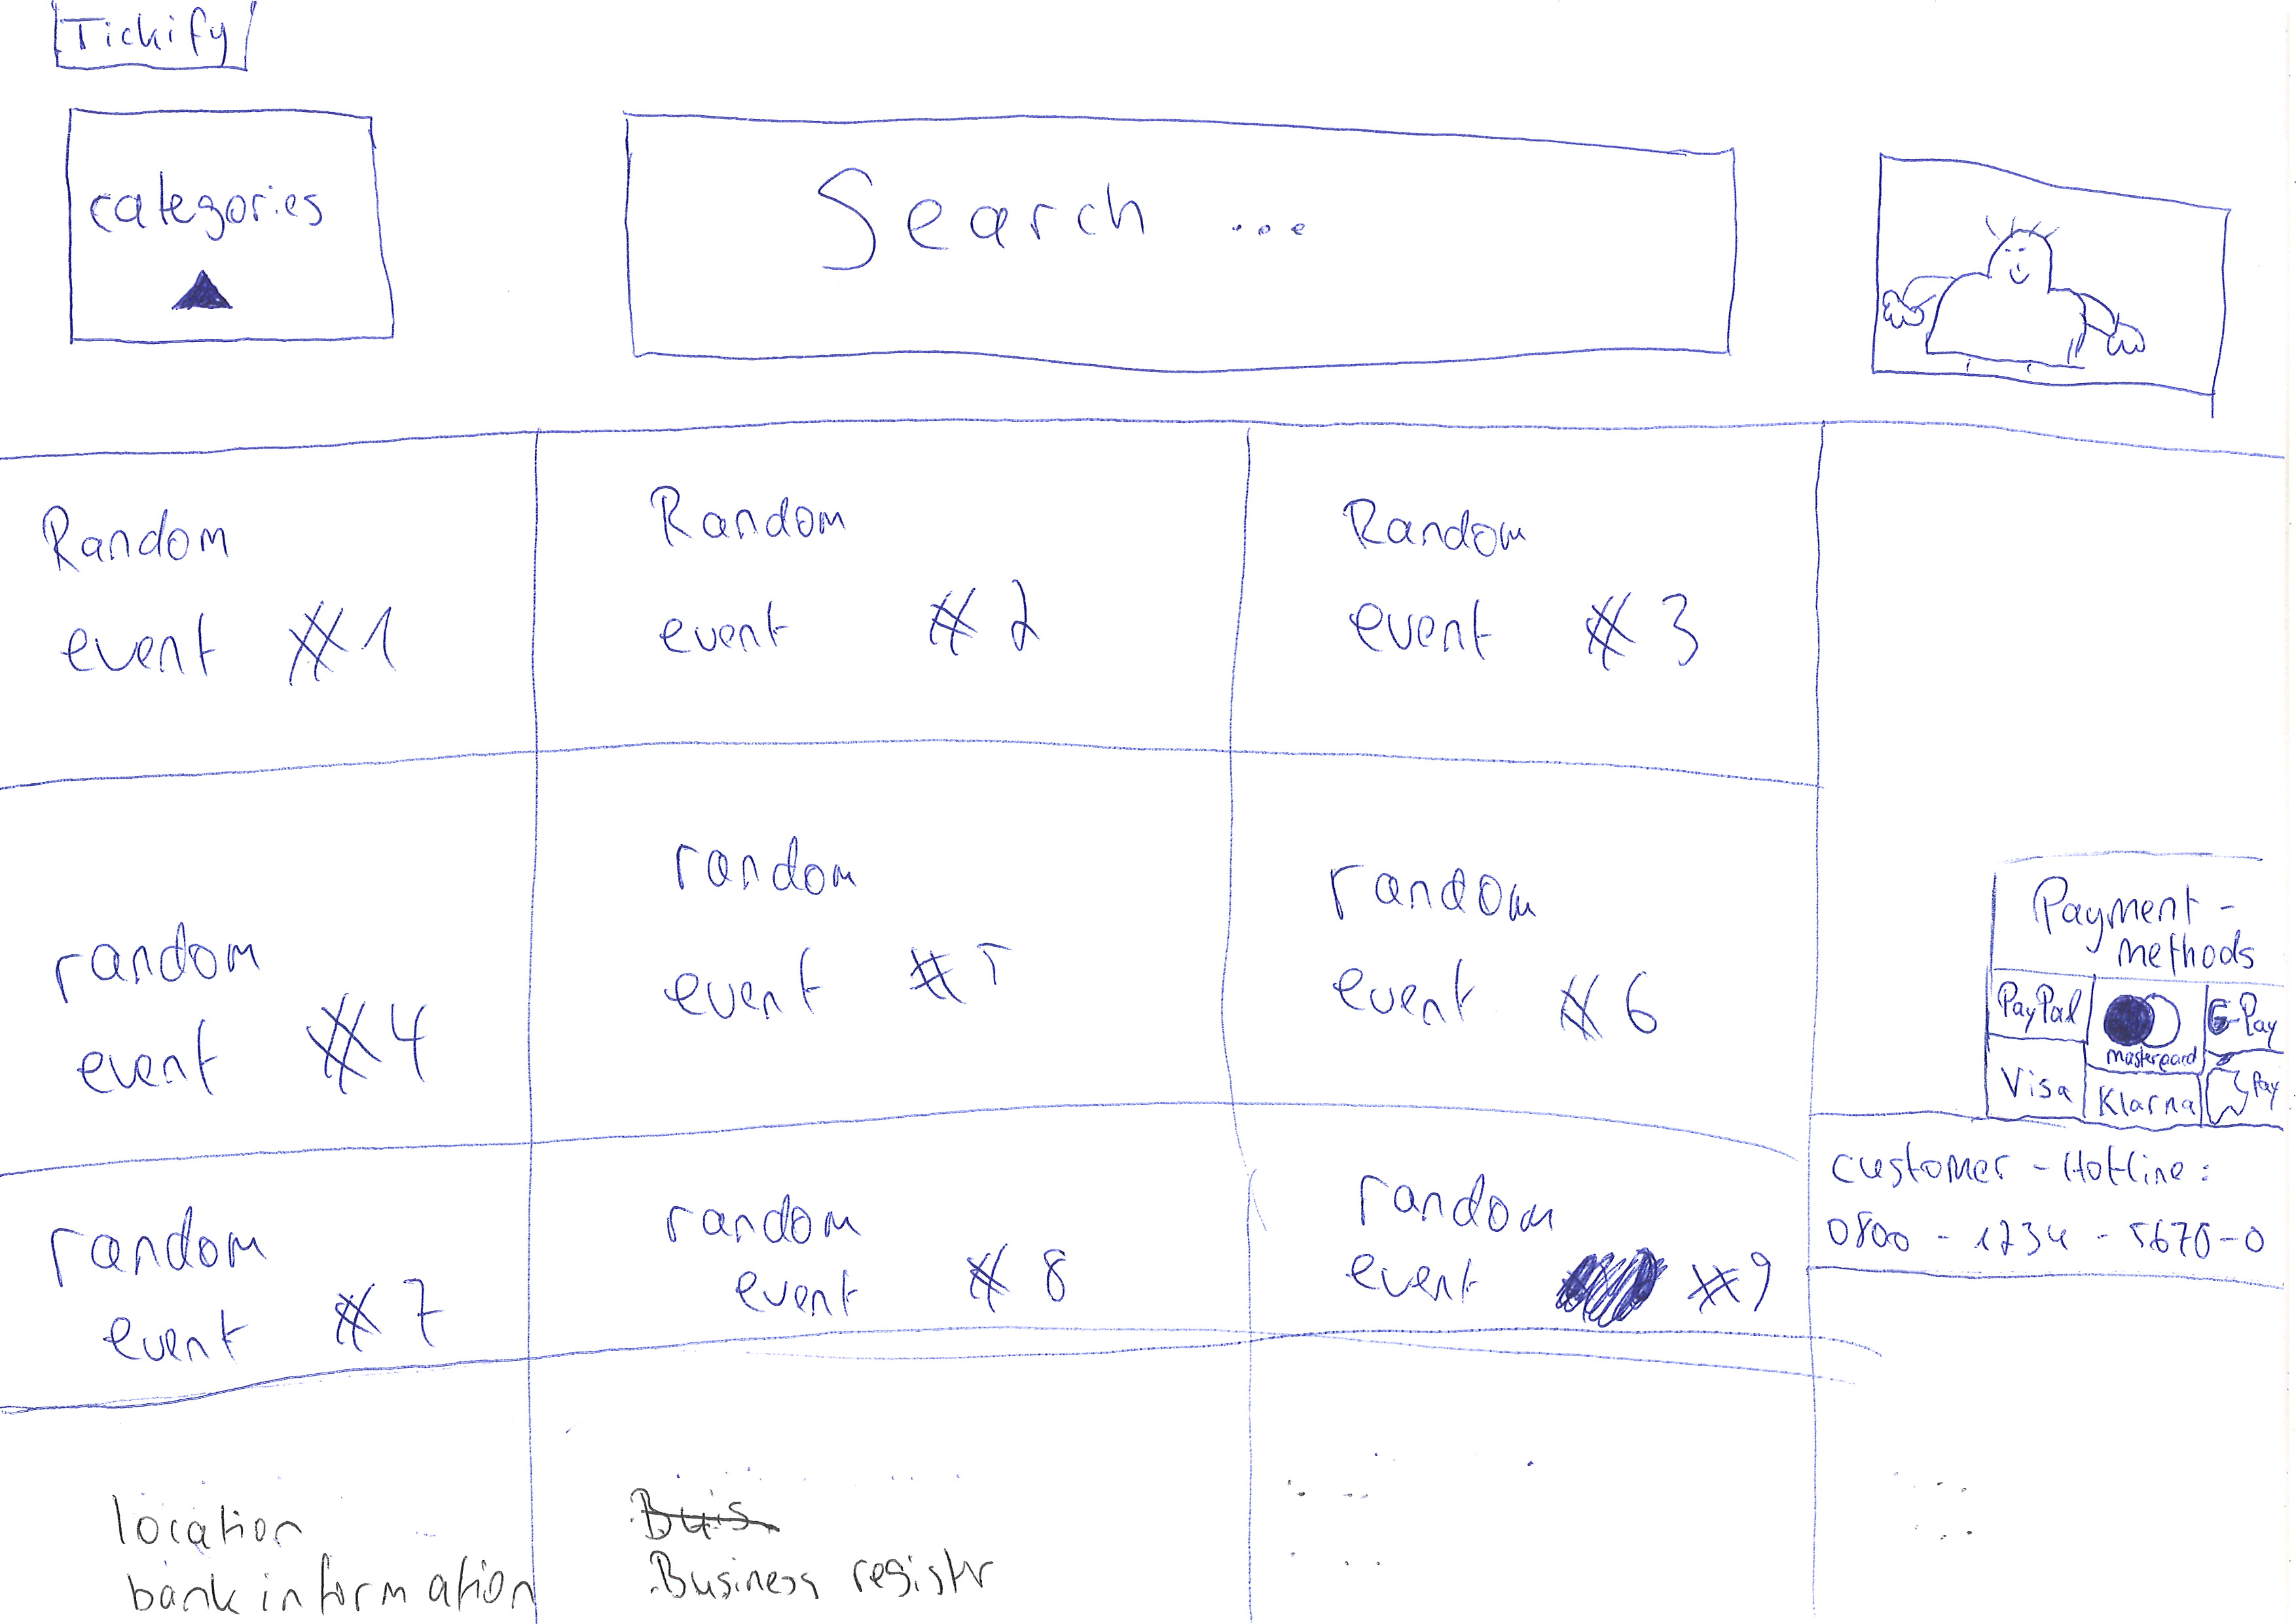 Tickify
categories
Search ...
Random
event #1
Random
event #2
Random
event #3
random
event #4
random
event #5
random
event #6
Payment-
methods
PayPal
mastercard
G-Pay
Visa
Klarna
Pay
customer-Hotline:
0800 - 1234 - 5678-0
random
event #7
random
event #8
random
event #9
location
bank information
Buis
Business registr